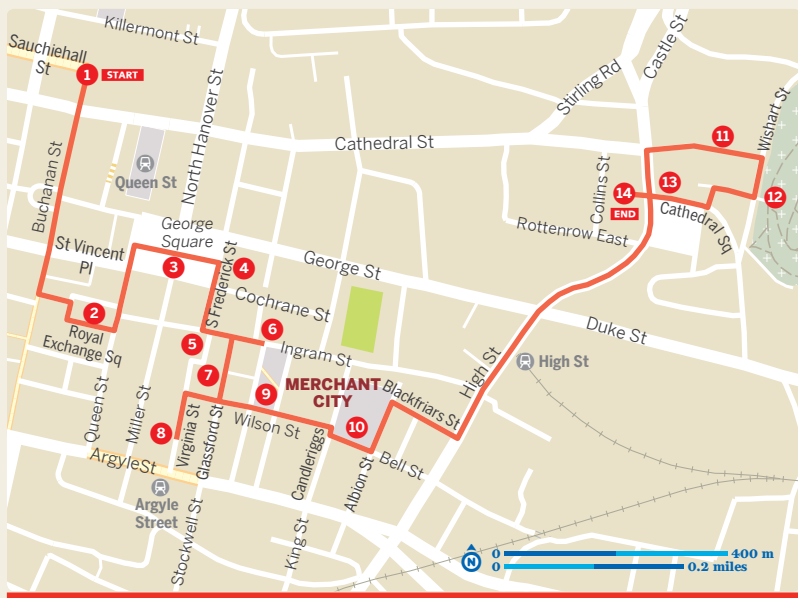 Killermont St
Sauchiehall
St
1 START
Buchanan St
North Hanover St
Queen St
Cathedral St
Stirling Rd
Castle St
Wishart St
11
12
13
14
END
Collins St
Cathedral Sq
Rottenrow East
St Vincent
Pl
George
Square
3
S Frederick St
4
George St
Cochrane St
2
Royal
Exchange Sq
5
6
Ingram St
Duke St
7
High St
High St
MERCHANT
CITY
9
Blackfriars St
Queen St
Miller St
8
Virginia St
Glassford St
Wilson St
10
Candleriggs
Albion St
Bell St
Argyle St
Argyle
Street
Stockwell St
King St
N
0 400 m
0 0.2 miles